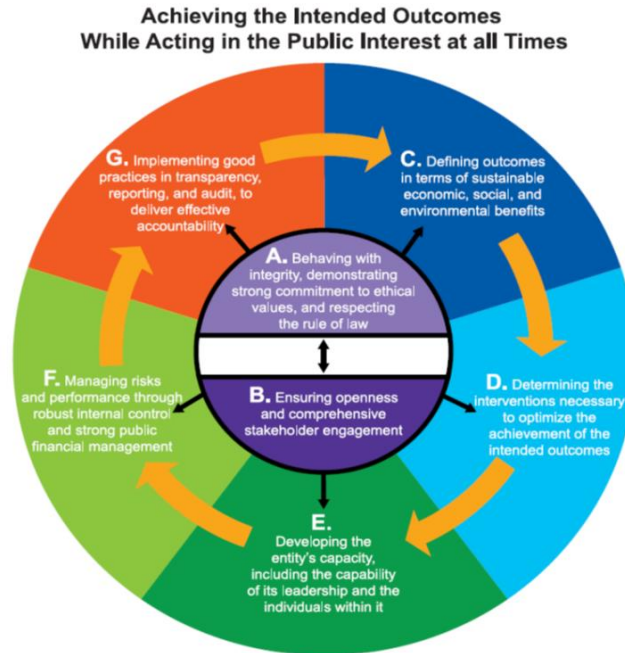 Achieving the Intended Outcomes
While Acting in the Public Interest at all Times
G. Implementing good
practices in transparency,
reporting, and audit, to
deliver effective
accountability
C. Defining outcomes
in terms of sustainable
economic, social, and
environmental benefits
A. Behaving with
integrity, demonstrating
strong commitment to ethical
values, and respecting
the rule of law
B. Ensuring openness
and comprehensive
stakeholder engagement
F. Managing risks
and performance through
robust internal control
and strong public
financial management
D. Determining the
interventions necessary
to optimize the
achievement of the
intended outcomes
E.
Developing the
entity's capacity,
including the capability
of its leadership and the
individuals within it